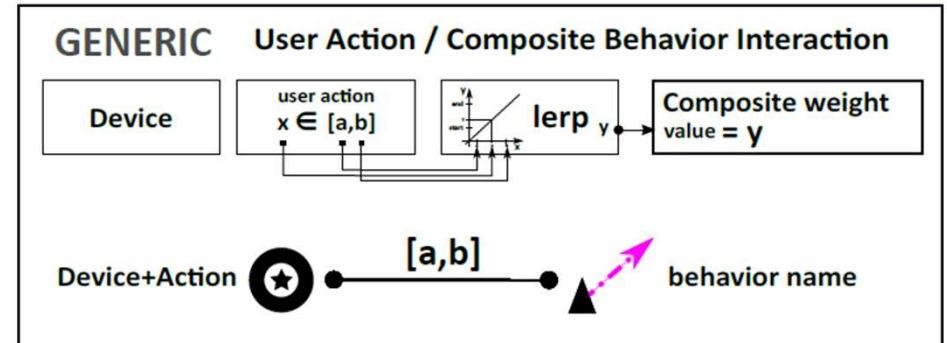 GENERIC User Action / Composite Behavior Interaction
Device
user action
x ∈ [a,b]
y
end
start
x
lerp y
Composite weight
value = y
Device+Action
[a,b]
behavior name